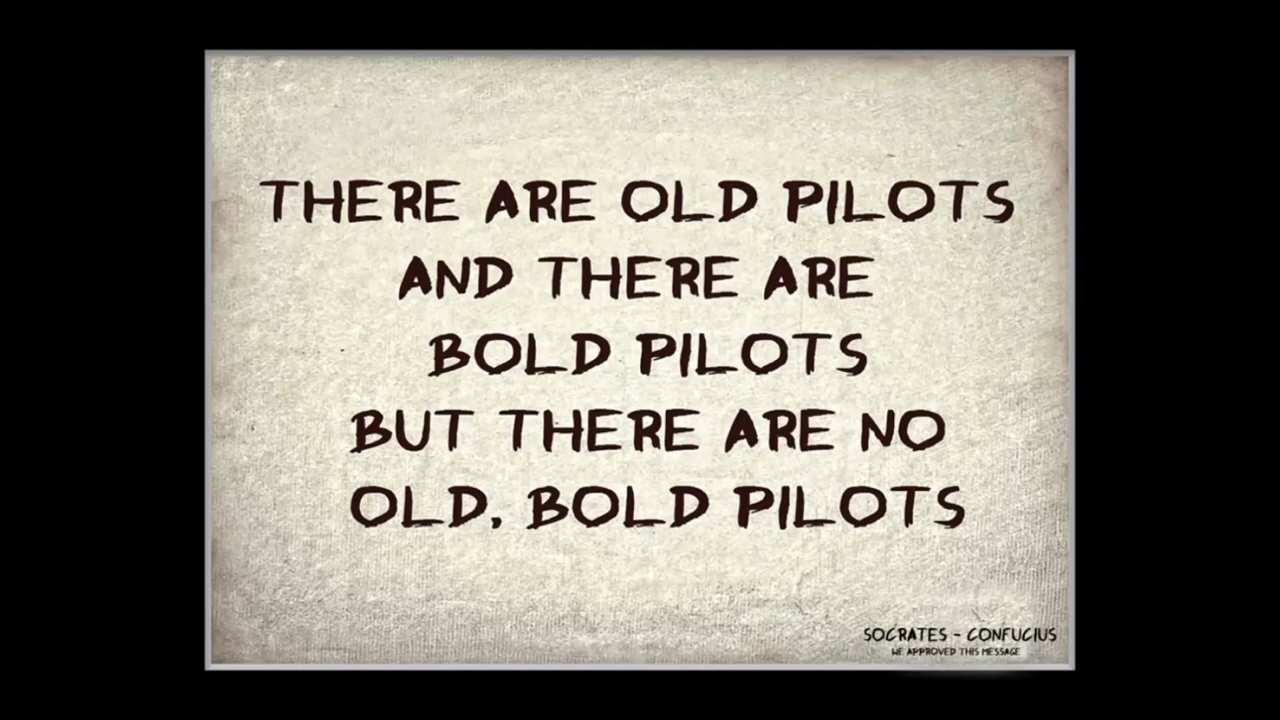 THERE ARE OLD PILOTS
AND THERE ARE
BOLD PILOTS
BUT THERE ARE NO
OLD, BOLD PILOTS
SOCRATES - CONFUCIUS
WE APPROVED THIS MESSAGE